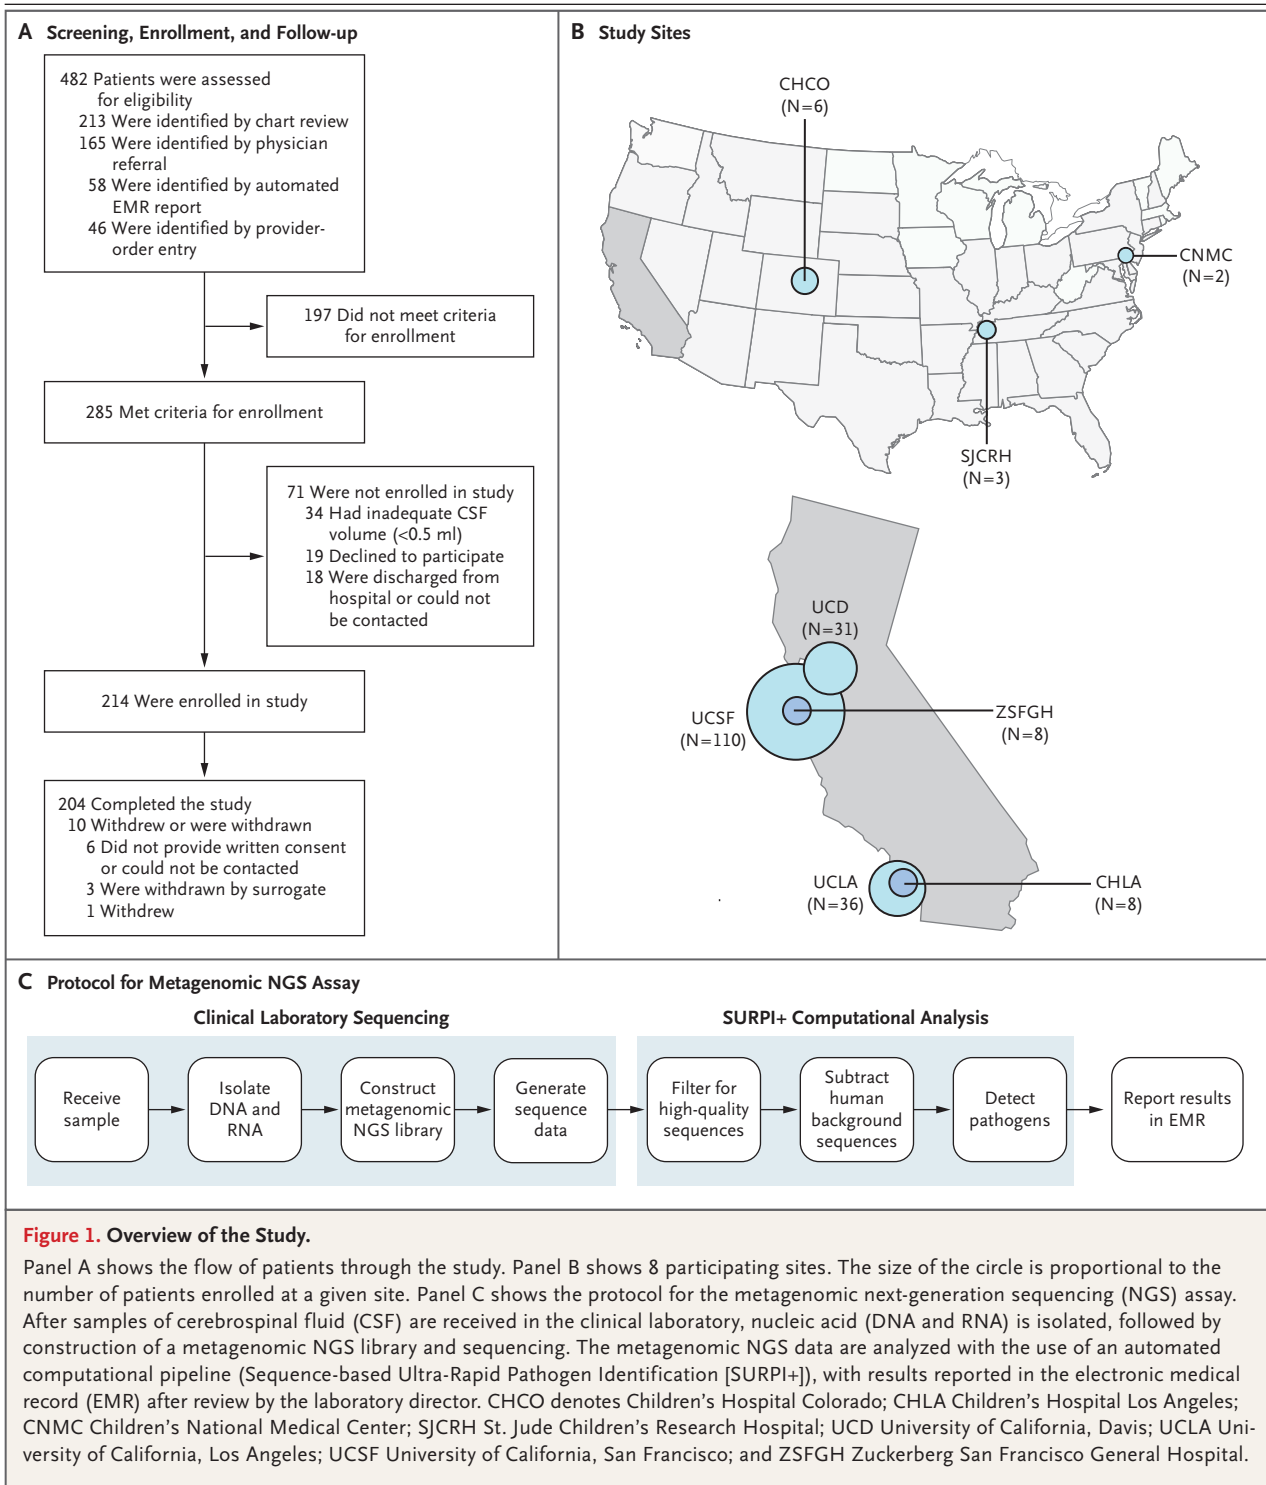 A Screening, Enrollment, and Follow-up
482 Patients were assessed
for eligibility
213 Were identified by chart review
165 Were identified by physician
referral
58 Were identified by automated
EMR report
46 Were identified by provider-
order entry
197 Did not meet criteria
for enrollment
285 Met criteria for enrollment
71 Were not enrolled in study
34 Had inadequate CSF
volume (<0.5 ml)
19 Declined to participate
18 Were discharged from
hospital or could not
be contacted
214 Were enrolled in study
204 Completed the study
10 Withdrew or were withdrawn
6 Did not provide written consent
or could not be contacted
3 Were withdrawn by surrogate
1 Withdrew
B Study Sites
CHCO
(N=6)
CNMC
(N=2)
SJCRH
(N=3)
UCD
(N=31)
UCSF
(N=110)
ZSFGH
(N=8)
UCLA
(N=36)
CHLA
(N=8)
C Protocol for Metagenomic NGS Assay
Clinical Laboratory Sequencing
SURPI+ Computational Analysis
Receive
sample
Isolate
DNA and
RNA
Construct
metagenomic
NGS library
Generate
sequence
data
Filter for
high-quality
sequences
Subtract
human
background
sequences
Detect
pathogens
Report results
in EMR
Figure 1. Overview of the Study.
Panel A shows the flow of patients through the study. Panel B shows 8 participating sites. The size of the circle is proportional to the
number of patients enrolled at a given site. Panel C shows the protocol for the metagenomic next-generation sequencing (NGS) assay.
After samples of cerebrospinal fluid (CSF) are received in the clinical laboratory, nucleic acid (DNA and RNA) is isolated, followed by
construction of a metagenomic NGS library and sequencing. The metagenomic NGS data are analyzed with the use of an automated
computational pipeline (Sequence-based Ultra-Rapid Pathogen Identification [SURPI+]), with results reported in the electronic medical
record (EMR) after review by the laboratory director. CHCO denotes Children's Hospital Colorado; CHLA Children's Hospital Los Angeles;
CNMC Children's National Medical Center; SJCRH St. Jude Children's Research Hospital; UCD University of California, Davis; UCLA Uni-
versity of California, Los Angeles; UCSF University of California, San Francisco; and ZSFGH Zuckerberg San Francisco General Hospital.